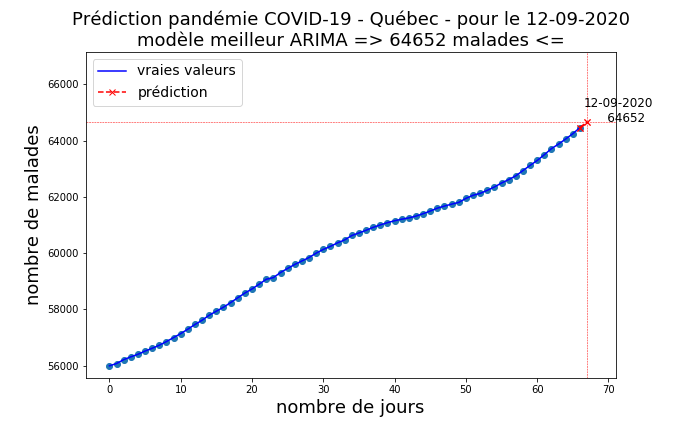 Prédiction pandémie COVID-19 - Québec - pour le 12-09-2020
modèle meilleur ARIMA => 64652 malades <=
vraies valeurs
prédiction
12-09-2020
64652
nombre de malades
66000
64000
62000
60000
58000
56000
0 10 20 30 40 50 60 70
nombre de jours